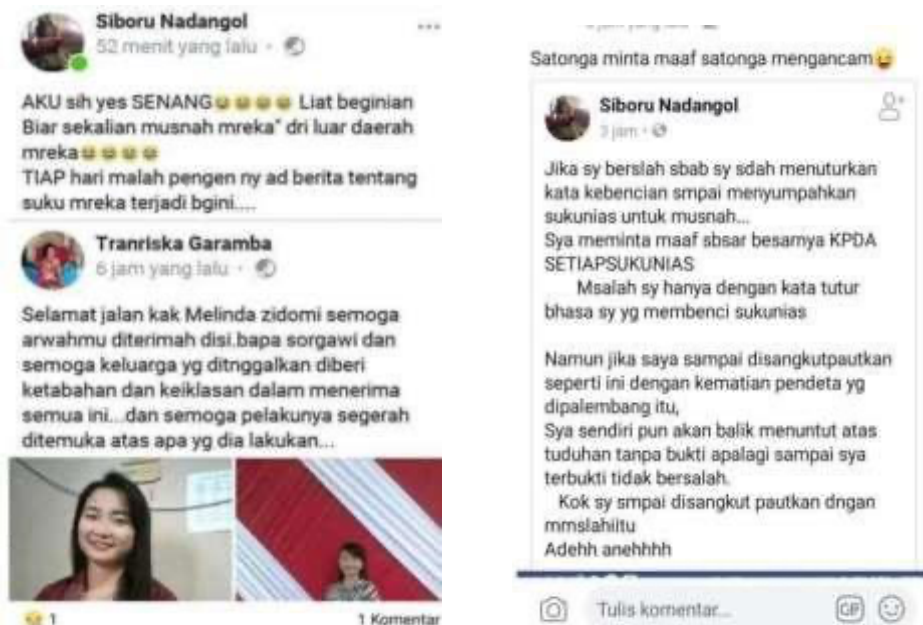 Siboru Nadangol
52 menit yang lalu
AKU sih yes SENANG😂😂😂😂 Liat beginian
Biar sekalian musnah mreka" dri luar daerah
mreka😂😂😂😂
TIAP hari malah pengen ny ad berita tentang
suku mreka terjadi bgini....
Tranriska Garamba
6 jam yang lalu
Selamat jalan kak Melinda zidomi semoga
arwahmu diterimah disi.bapa sorgawi dan
semoga keluarga yg ditnggalkan diberi
ketabahan dan keiklasan dalam menerima
semua ini...dan semoga pelakunya segerah
ditemuka atas apa yg dia lakukan...
1
1 Komentar
Satonga minta maaf satonga mengancam😄
Siboru Nadangol
3 jam
Jika sy berslah sbab sy sdah menuturkan
kata kebencian smpai menyumpahkan
sukunias untuk musnah...
Sya meminta maaf sbsar besarnya KPDA
SETIAPSUKUNIAS
Msalah sy hanya dengan kata tutur
bhasa sy yg membenci sukunias
Namun jika saya sampai disangkutpautkan
seperti ini dengan kematian pendeta yg
dipalembang itu,
Sya sendiri pun akan balik menuntut atas
tuduhan tanpa bukti apalagi sampai sya
terbukti tidak bersalah.
Kok sy smpai disangkut pautkan dngan
mmslahiitu
Adehh anehhhh
Tulis komentar...
GIF